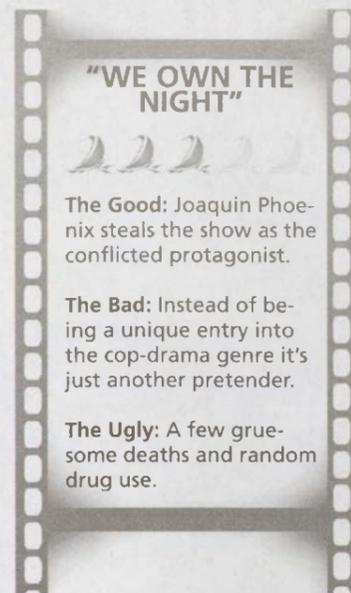 "WE OWN THE
NIGHT"
The Good: Joaquin Phoe-
nix steals the show as the
conflicted protagonist.
The Bad: Instead of be-
ing a unique entry into
the cop-drama genre it's
just another pretender.
The Ugly: A few grue-
some deaths and random
drug use.